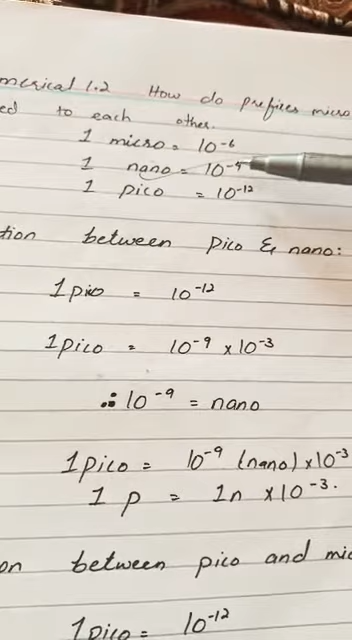 merical 1.2 How do prefixes micro
ed to each other.
1 micro = 10⁻⁶
1 nano = 10⁻⁹
1 pico = 10⁻¹²
tion between pico & nano:
1 pico = 10⁻¹²
1 pico = 10⁻⁹ x 10⁻³
∴ 10⁻⁹ = nano
1 pico = 10⁻⁹ (nano) x 10⁻³
1 p = 1n x 10⁻³.
on between pico and mic
1 pico = 10⁻¹²